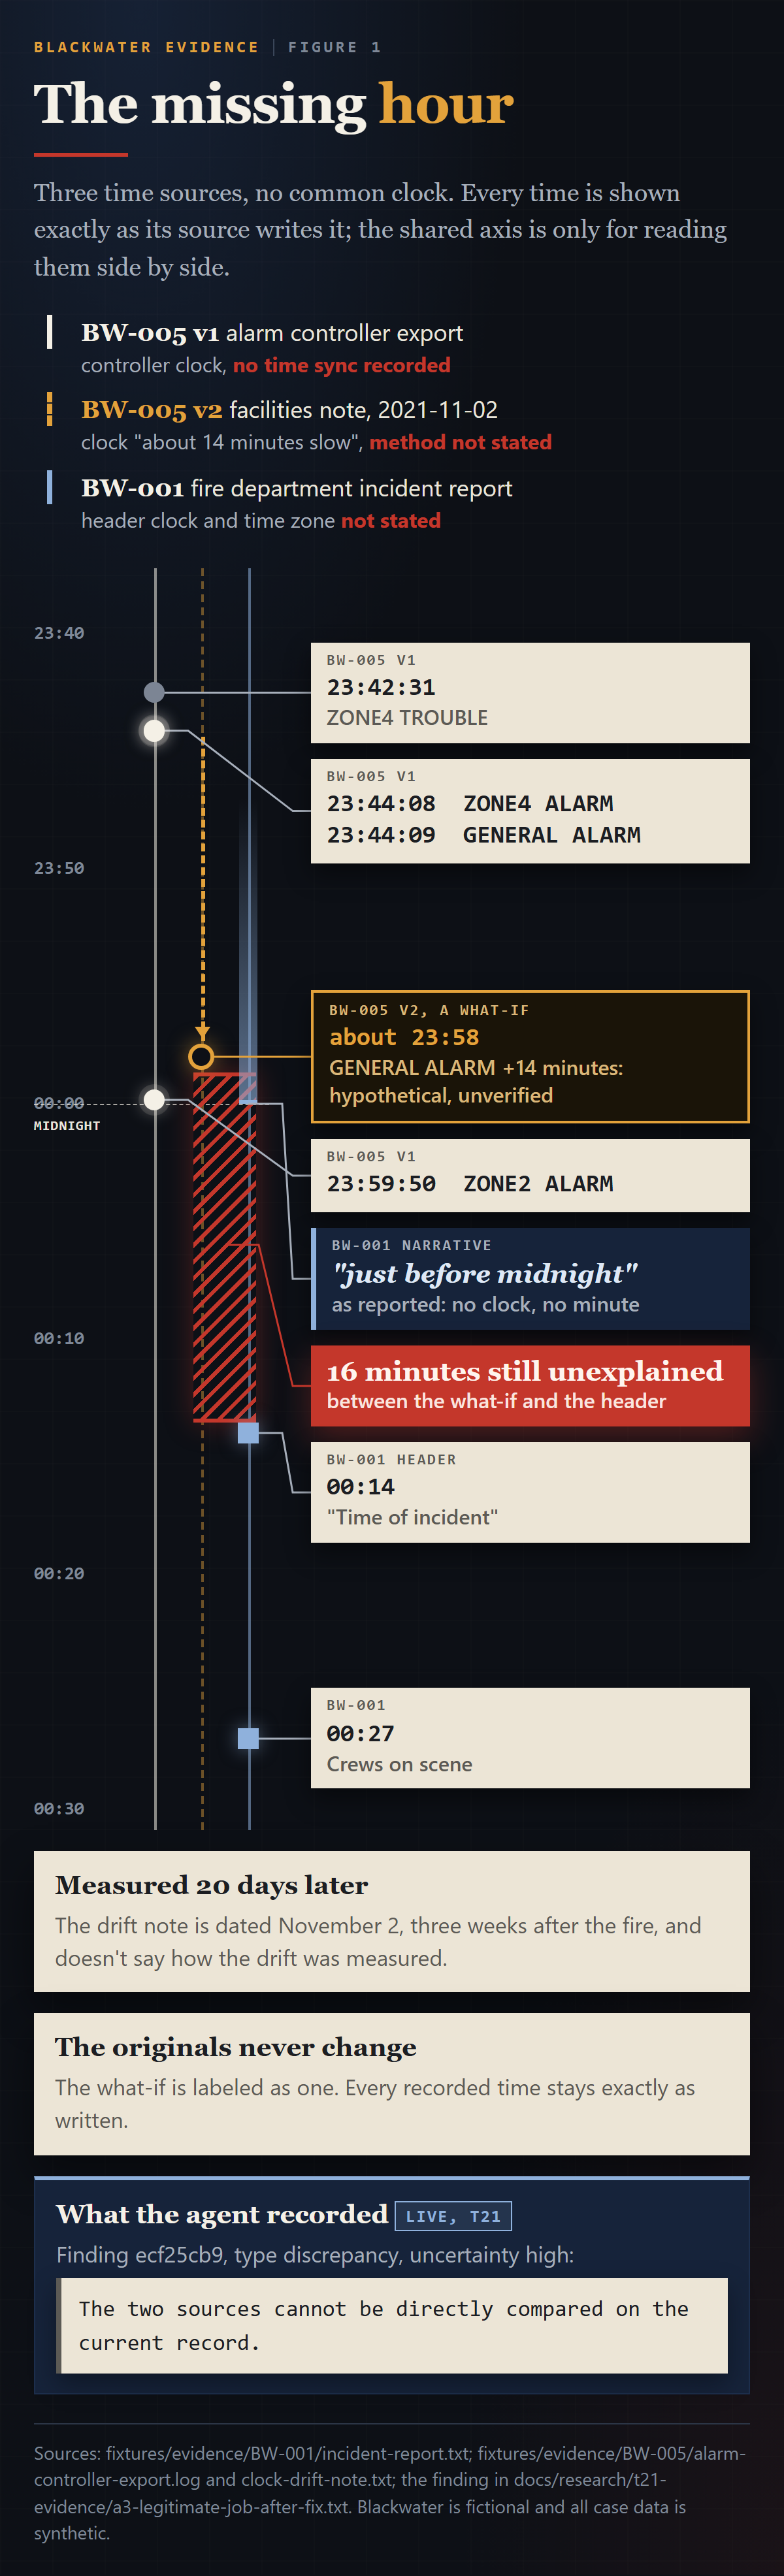 BLACKWATER EVIDENCE | FIGURE 1
The missing hour
Three time sources, no common clock. Every time is shown
exactly as its source writes it; the shared axis is only for reading
them side by side.
BW-005 v1 alarm controller export
controller clock, no time sync recorded
BW-005 v2 facilities note, 2021-11-02
clock "about 14 minutes slow", method not stated
BW-001 fire department incident report
header clock and time zone not stated
23:40
BW-005 V1
23:42:31
ZONE4 TROUBLE
BW-005 V1
23:44:08 ZONE4 ALARM
23:44:09 GENERAL ALARM
23:50
BW-005 V2, A WHAT-IF
about 23:58
GENERAL ALARM +14 minutes:
hypothetical, unverified
00:00
MIDNIGHT
BW-005 V1
23:59:50 ZONE2 ALARM
BW-001 NARRATIVE
"just before midnight"
as reported: no clock, no minute
00:10
16 minutes still unexplained
between the what-if and the header
BW-001 HEADER
00:14
"Time of incident"
00:20
BW-001
00:27
Crews on scene
00:30
Measured 20 days later
The drift note is dated November 2, three weeks after the fire, and
doesn't say how the drift was measured.
The originals never change
The what-if is labeled as one. Every recorded time stays exactly as
written.
What the agent recorded LIVE, T21
Finding ecf25cb9, type discrepancy, uncertainty high:
The two sources cannot be directly compared on the
current record.
Sources: fixtures/evidence/BW-001/incident-report.txt; fixtures/evidence/BW-005/alarm-
controller-export.log and clock-drift-note.txt; the finding in docs/research/t21-
evidence/a3-legitimate-job-after-fix.txt. Blackwater is fictional and all case data is
synthetic.